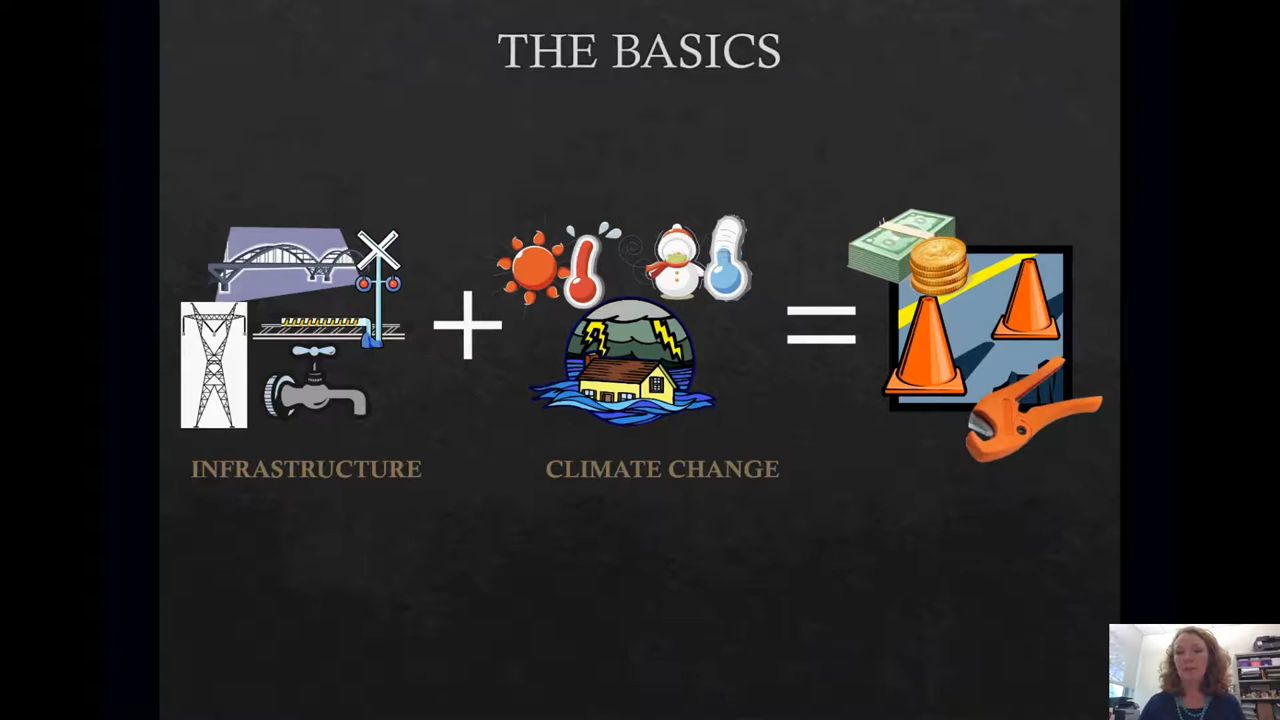 THE BASICS
+
=
INFRASTRUCTURE
CLIMATE CHANGE